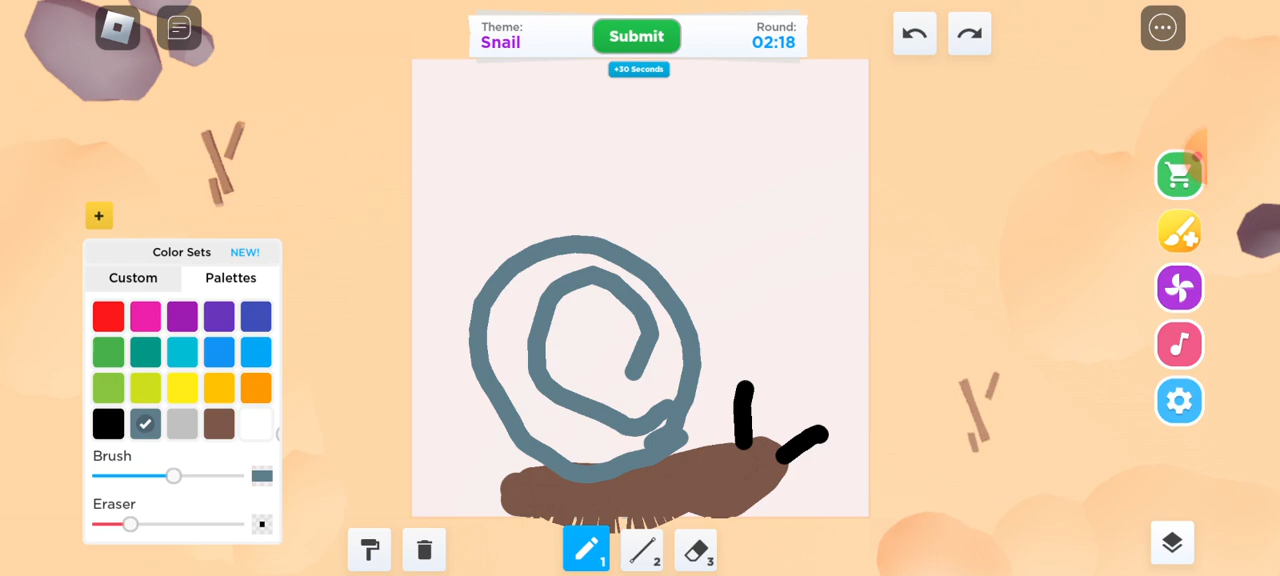 Theme:
Snail
Submit
Round:
02:18
+30 Seconds
+
Color Sets NEW!
Custom Palettes
Brush
Eraser
1
2
3